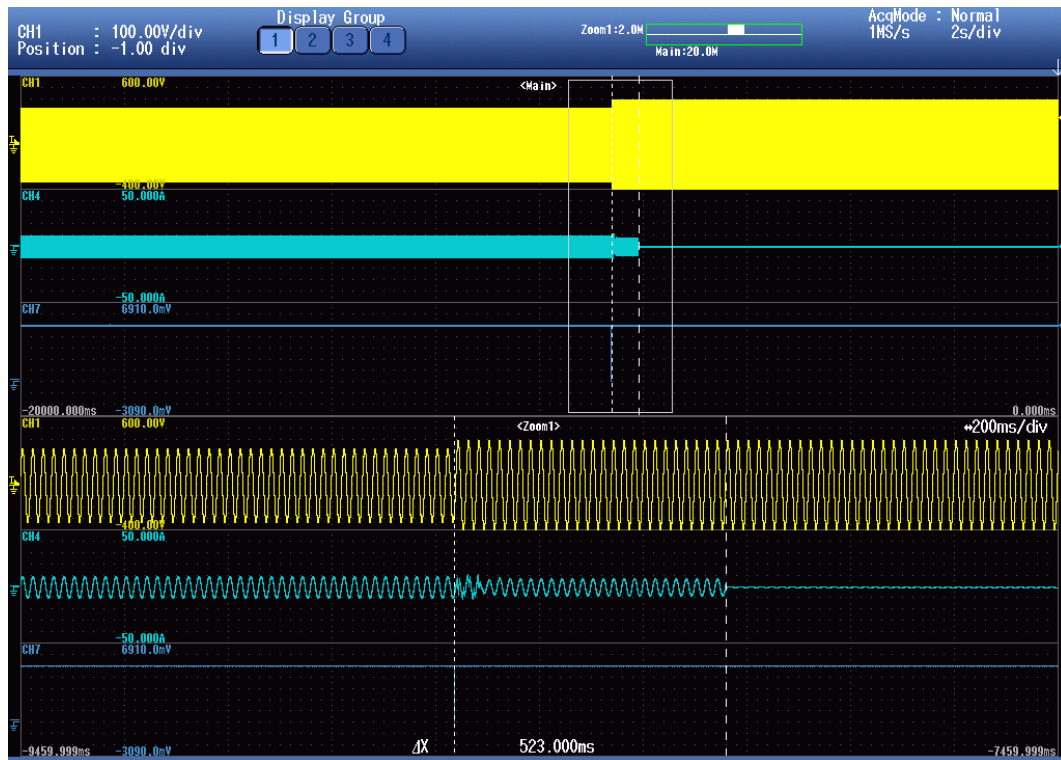 CH1 : 100.00V/div
Position : -1.00 div
Display Group
1 2 3 4
Zoom1:2.0M
Main:20.0M
AcqMode : Normal
1MS/s 2s/div
CH1 600.00V
<Main>
-400.00V
CH4 50.000A
-50.000A
CH7 6910.0mV
-20000.000ms -3090.0mV 0.000ms
CH1 600.00V
<Zoom1>
↔200ms/div
-400.00V
CH4 50.000A
-50.000A
CH7 6910.0mV
-9459.999ms -3090.0mV ΔX 523.000ms -7459.999ms